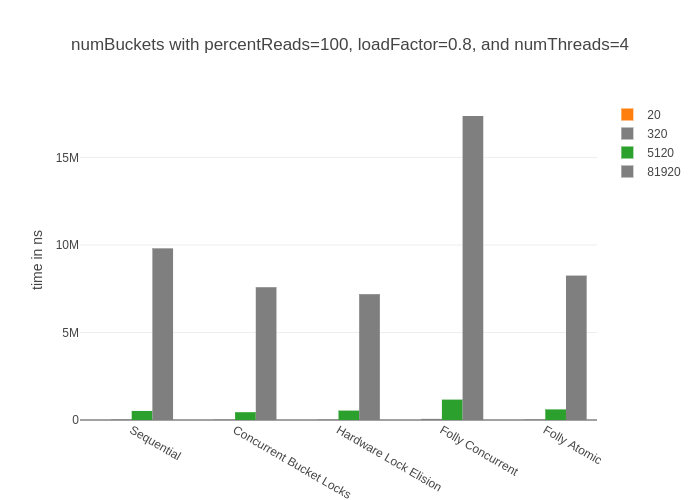 numBuckets with percentReads=100, loadFactor=0.8, and numThreads=4
20
320
5120
81920
time in ns
15M
10M
5M
0
Sequential
Concurrent Bucket Locks
Hardware Lock Elision
Folly Concurrent
Folly Atomic